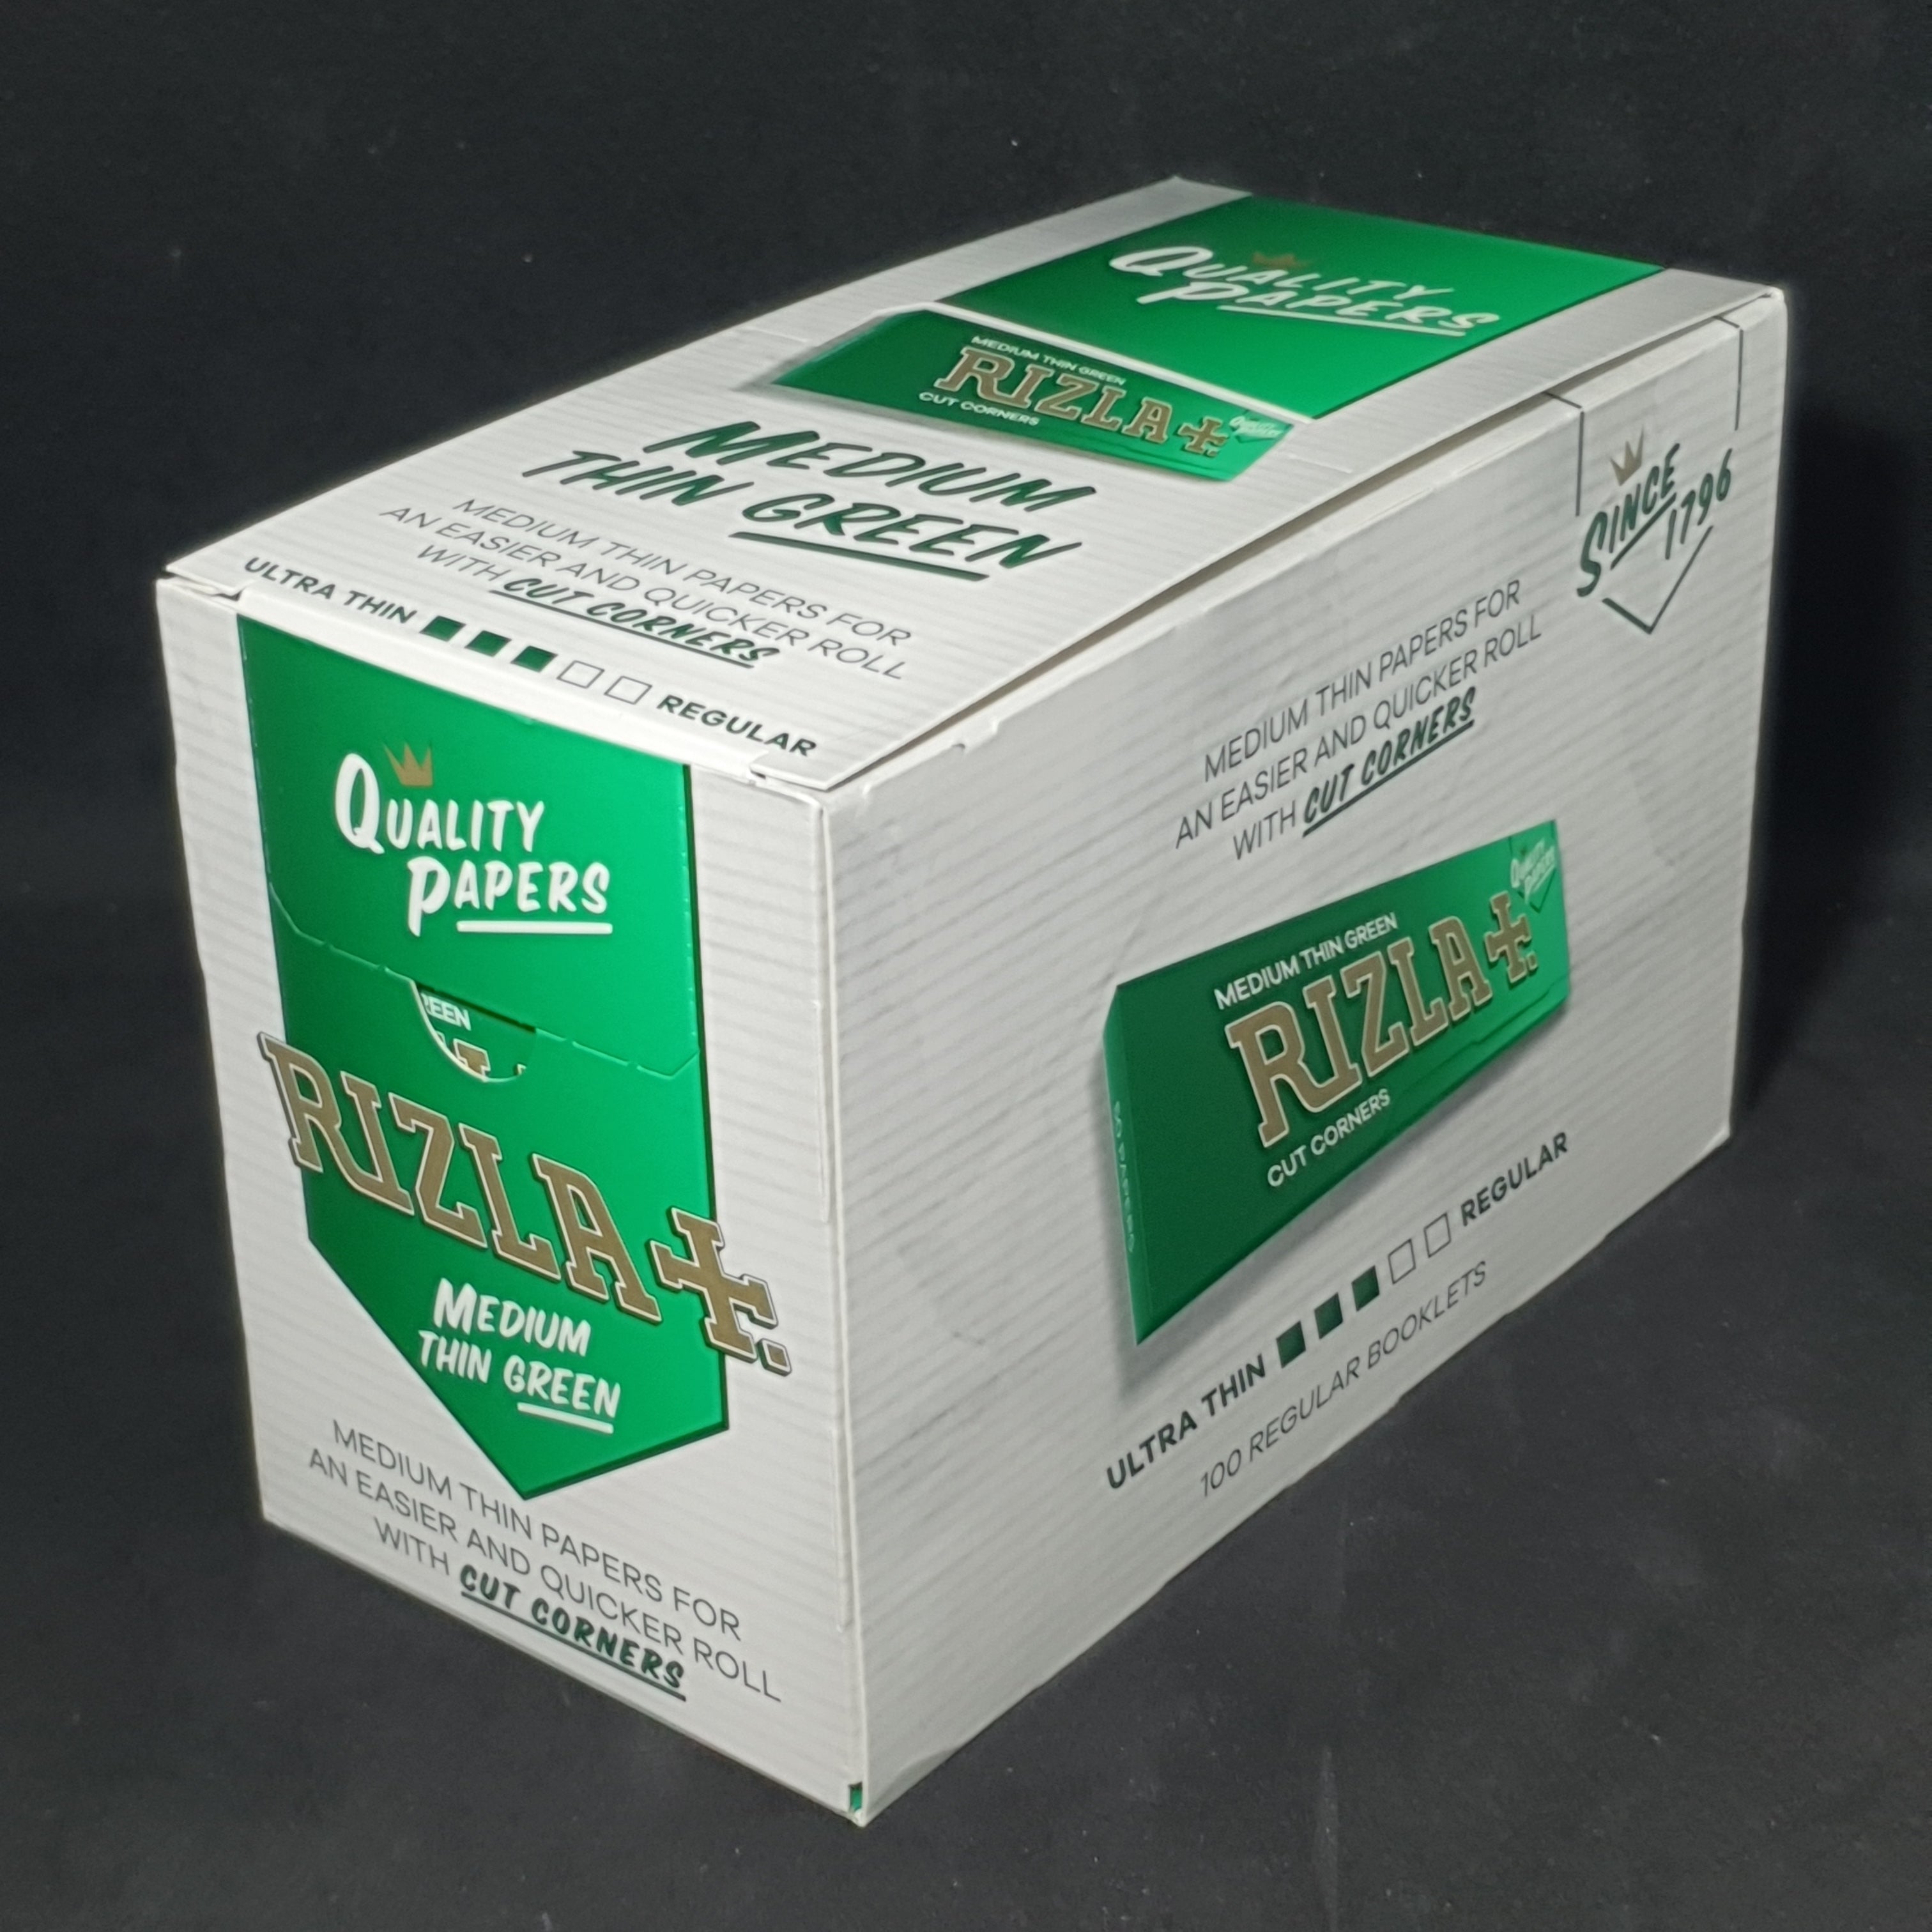 QUALITY
PAPERS
MEDIUM THIN GREEN
RIZLA+.
CUT CORNERS
MEDIUM
THIN GREEN
MEDIUM THIN PAPERS FOR
AN EASIER AND QUICKER ROLL
WITH CUT CORNERS
ULTRA THIN
REGULAR
QUALITY
PAPERS
EEN
RIZLA+.
MEDIUM
THIN GREEN
MEDIUM THIN PAPERS FOR
AN EASIER AND QUICKER ROLL
WITH CUT CORNERS
SINCE
1796
MEDIUM THIN PAPERS FOR
AN EASIER AND QUICKER ROLL
WITH CUT CORNERS
QUALITY
PAPERS
MEDIUM THIN GREEN
RIZLA+.
CUT CORNERS
ULTRA THIN
REGULAR
100 REGULAR BOOKLETS